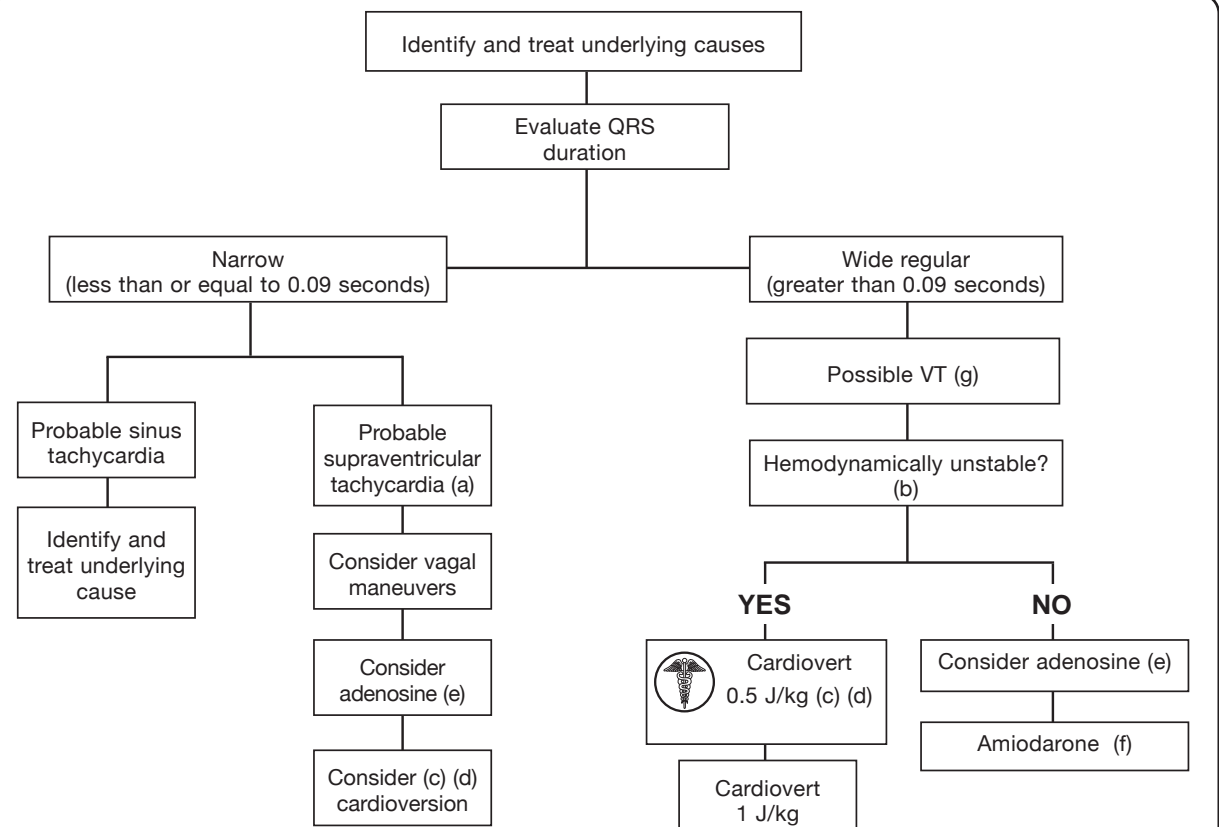 Identify and treat underlying causes
Evaluate QRS
duration
Narrow
(less than or equal to 0.09 seconds)
Wide regular
(greater than 0.09 seconds)
Probable sinus
tachycardia
Identify and
treat underlying
cause
Probable
supraventricular
tachycardia (a)
Consider vagal
maneuvers
Consider
adenosine (e)
Consider (c) (d)
cardioversion
Possible VT (g)
Hemodynamically unstable?
(b)
YES
Cardiovert
0.5 J/kg (c) (d)
Cardiovert
1 J/kg
NO
Consider adenosine (e)
Amiodarone (f)